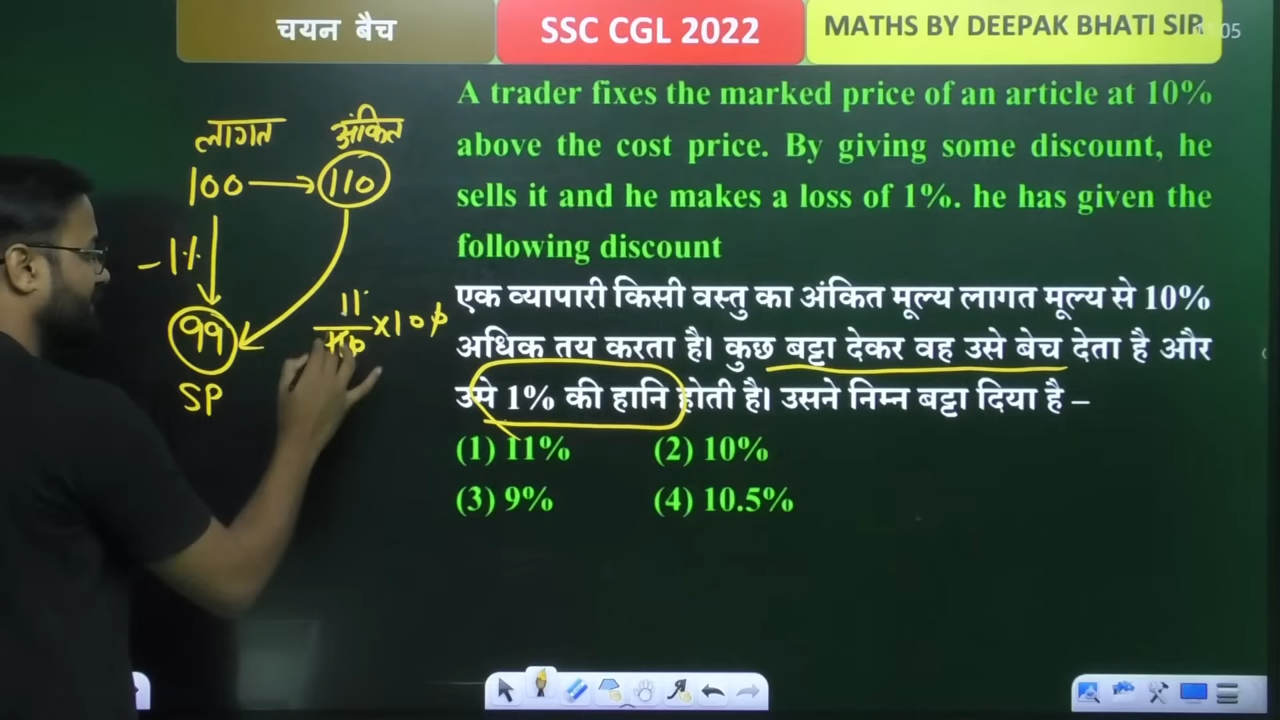 चयन बैच
SSC CGL 2022
MATHS BY DEEPAK BHATI SIR
:05
A trader fixes the marked price of an article at 10%
above the cost price. By giving some discount, he
sells it and he makes a loss of 1%. he has given the
following discount
एक व्यापारी किसी वस्तु का अंकित मूल्य लागत मूल्य से 10%
अधिक तय करता है। कुछ बट्टा देकर वह उसे बेच देता है और
उसे 1% की हानि होती है। उसने निम्न बट्टा दिया है –
(1) 11% (2) 10%
(3) 9% (4) 10.5%
लागत अंकित
100 110
-1%
99
SP
11
110 ×100